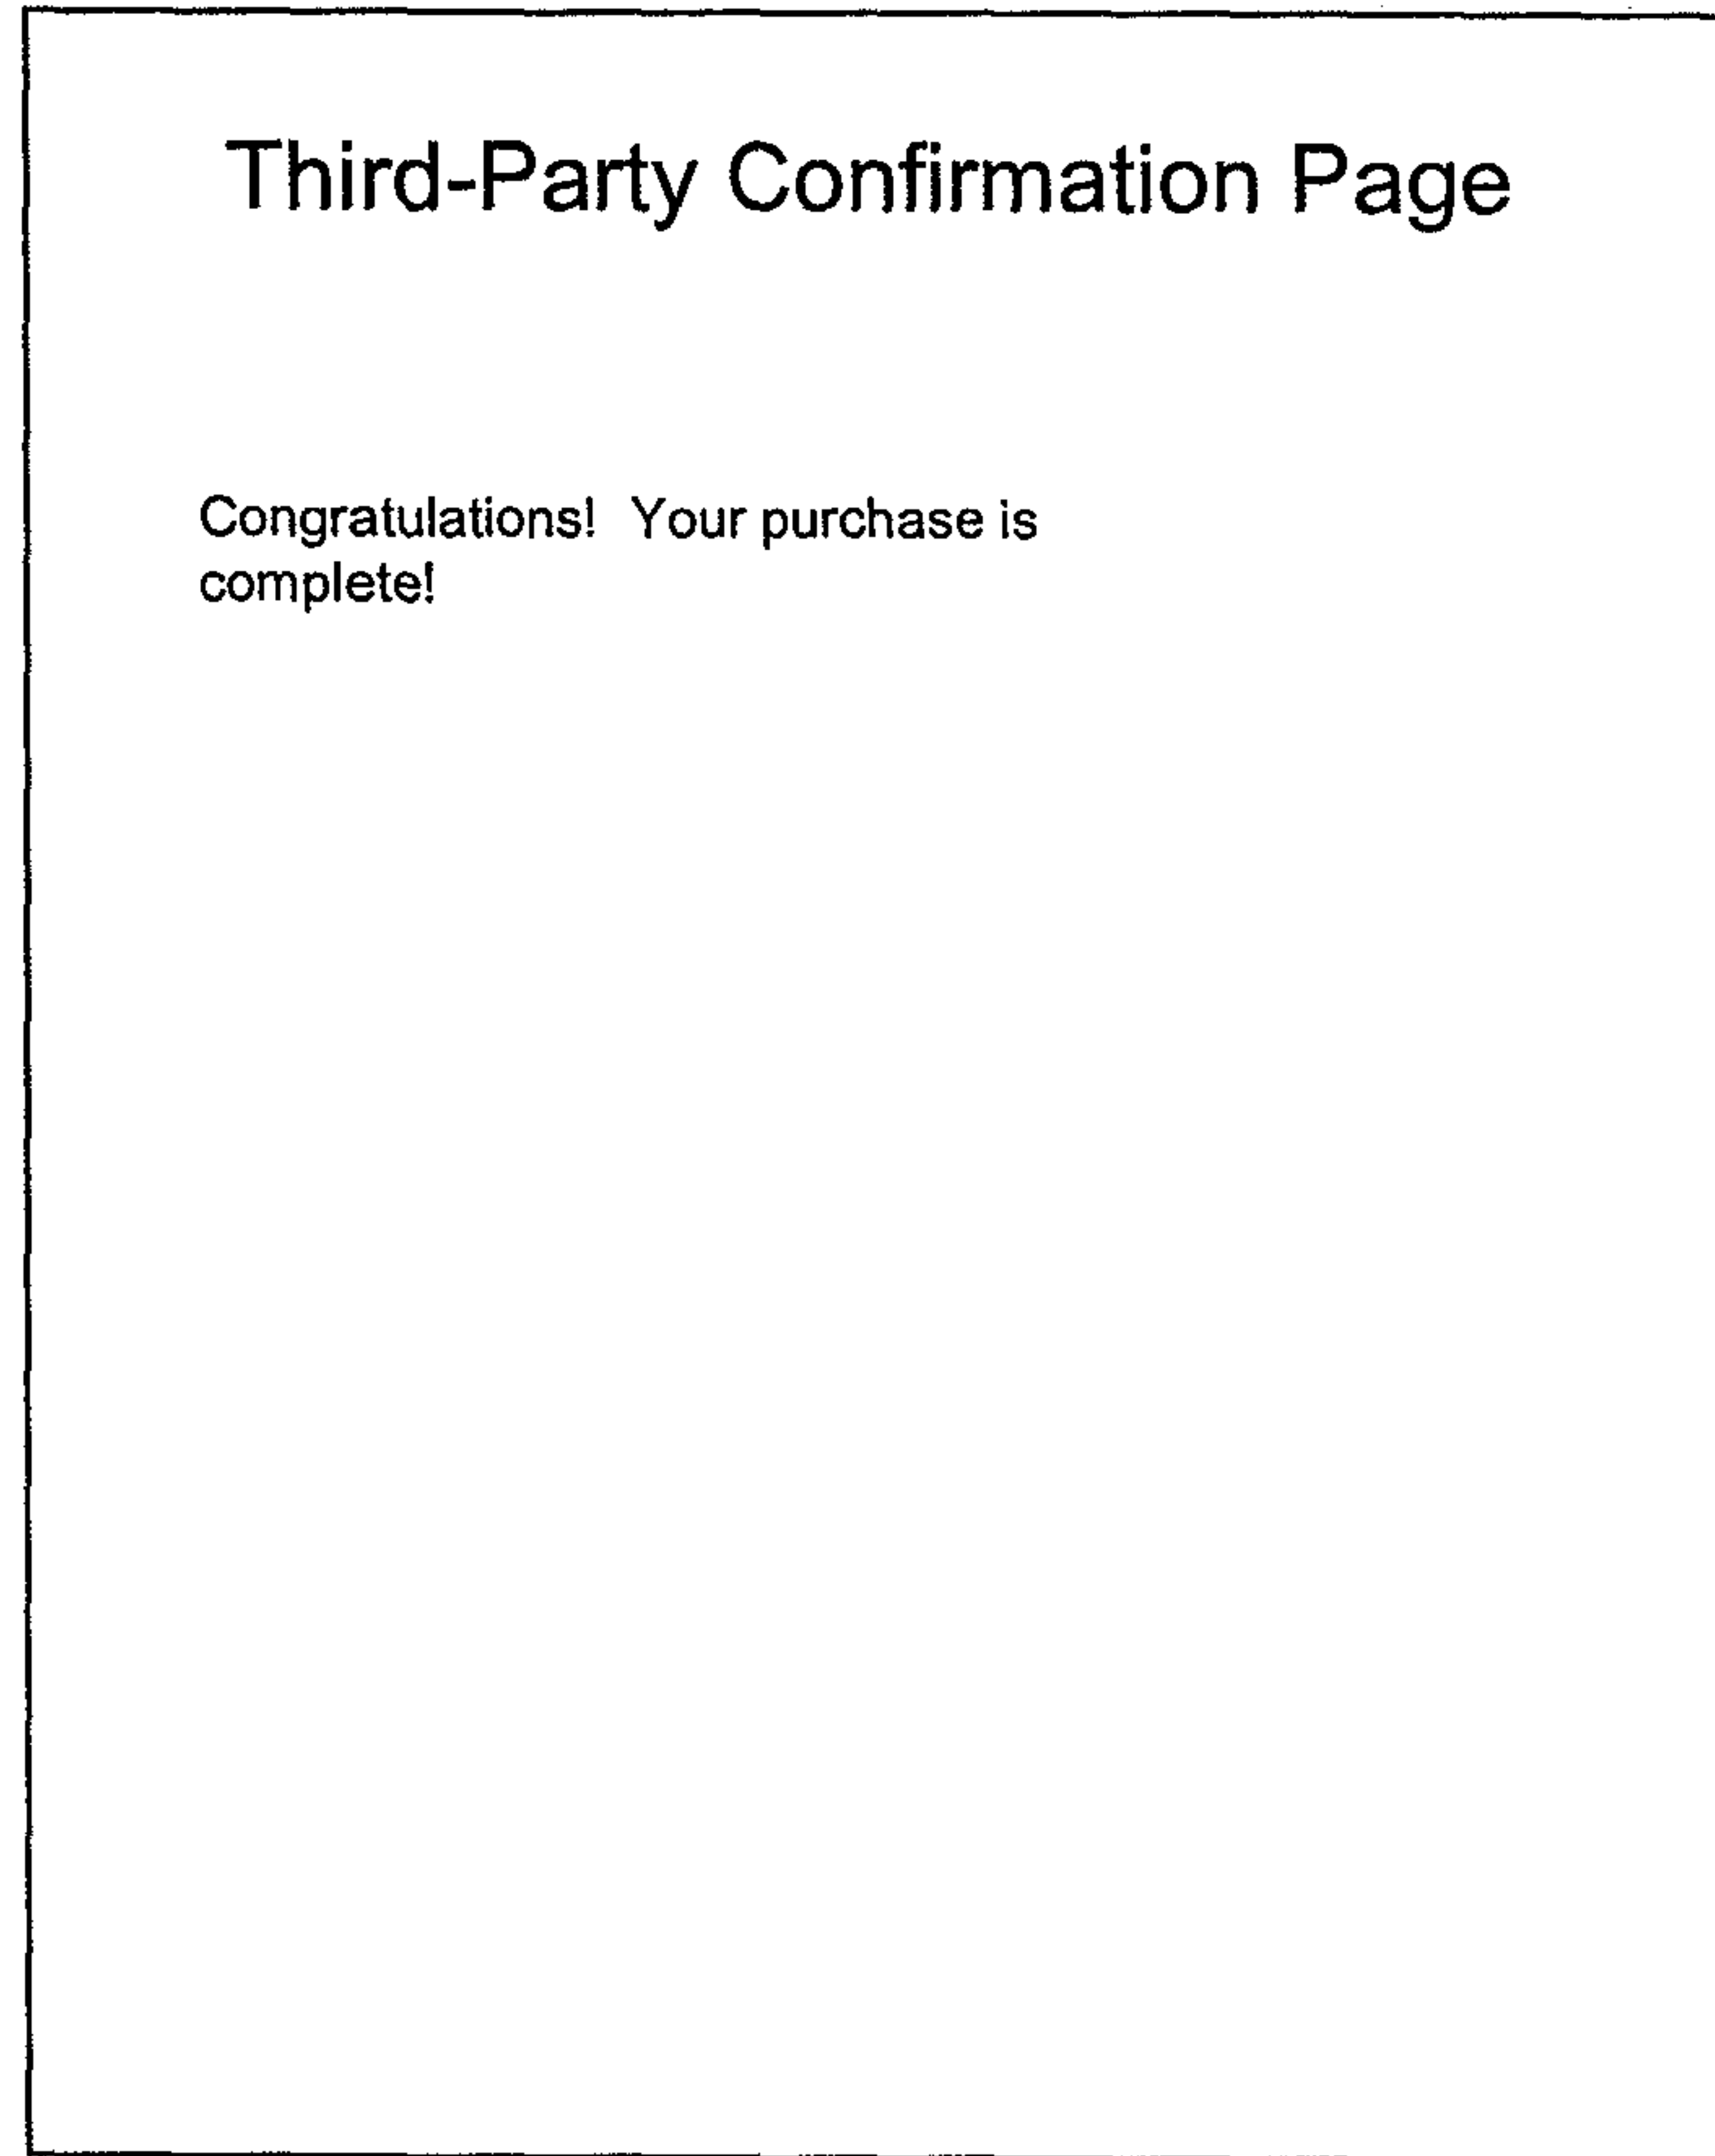 Third-Party Confirmation Page
Congratulations!  Your purchase is
complete!